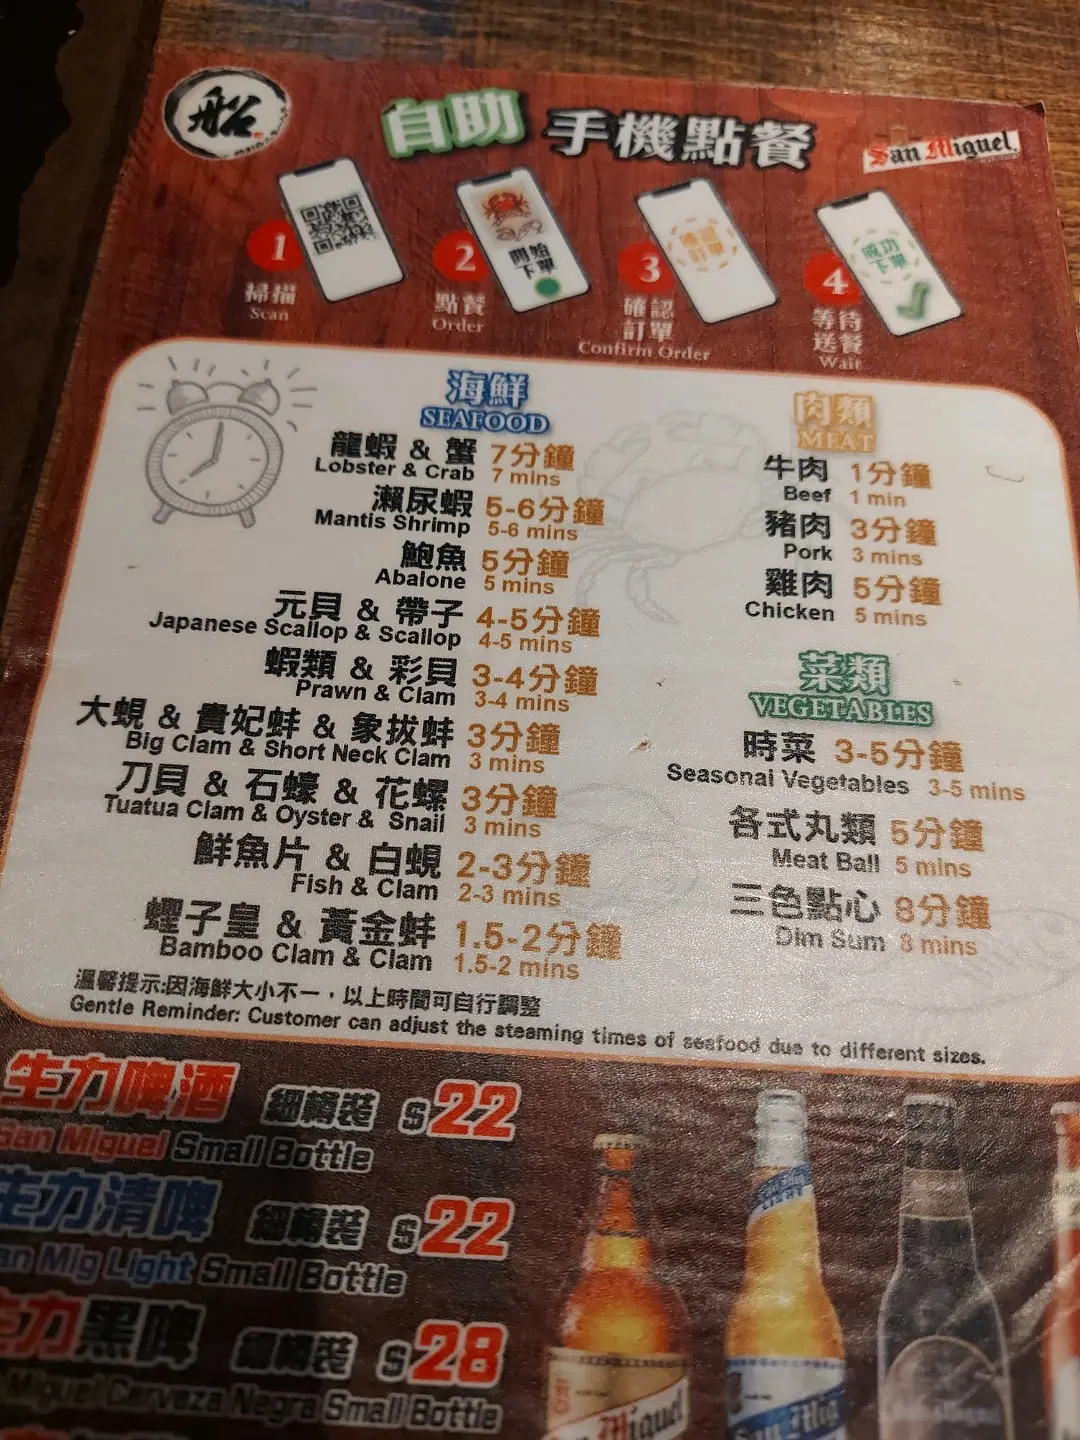 船
自助 手機點餐
San Miguel
1
掃描
Scan
2
點餐
Order
開始
下單
3
確認
訂單
Confirm Order
確認
訂單
4
等待
送餐
Wait
成功
下單
海鮮
SEAFOOD
龍蝦 & 蟹 7分鐘
Lobster & Crab 7 mins
瀨尿蝦 5-6分鐘
Mantis Shrimp 5-6 mins
鮑魚 5分鐘
Abalone 5 mins
元貝 & 帶子 4-5分鐘
Japanese Scallop & Scallop 4-5 mins
蝦類 & 彩貝 3-4分鐘
Prawn & Clam 3-4 mins
大蜆 & 貴妃蚌 & 象拔蚌 3分鐘
Big Clam & Short Neck Clam 3 mins
刀貝 & 石蠔 & 花螺 3分鐘
Tuatua Clam & Oyster & Snail 3 mins
鮮魚片 & 白蜆 2-3分鐘
Fish & Clam 2-3 mins
蟶子皇 & 黃金蚌 1.5-2分鐘
Bamboo Clam & Clam 1.5-2 mins
肉類
MEAT
牛肉 1分鐘
Beef 1 min
豬肉 3分鐘
Pork 3 mins
雞肉 5分鐘
Chicken 5 mins
菜類
VEGETABLES
時菜 3-5分鐘
Seasonal Vegetables 3-5 mins
各式丸類 5分鐘
Meat Ball 5 mins
三色點心 8分鐘
Dim Sum 8 mins
溫馨提示:因海鮮大小不一，以上時間可自行調整
Gentle Reminder: Customer can adjust the steaming times of seafood due to different sizes.
生力啤酒 細樽裝 $22
San Miguel Small Bottle
生力清啤 細樽裝 $22
San Mig Light Small Bottle
生力黑啤 細樽裝 $28
Miguel Cerveza Negra Small Bottle
San Miguel
San Mig